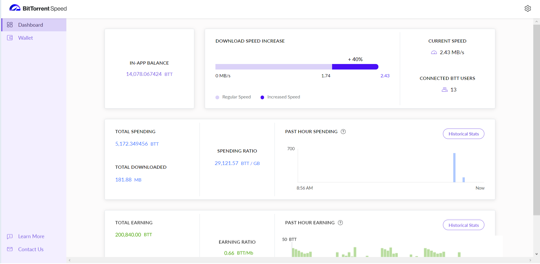 BitTorrent Speed
Dashboard
Wallet
IN-APP BALANCE
14,078.067424 BTT
DOWNLOAD SPEED INCREASE
+ 40%
0 MB/s
1.74
2.43
Regular Speed
Increased Speed
CURRENT SPEED
2.43 MB/s
CONNECTED BTT USERS
13
TOTAL SPENDING
5,172.349456 BTT
TOTAL DOWNLOADED
181.88 MB
SPENDING RATIO
29,121.57 BTT / GB
PAST HOUR SPENDING ?
Historical Stats
700
8:56 AM
Now
TOTAL EARNING
200,840.00 BTT
EARNING RATIO
0.66 BTT/Mb
PAST HOUR EARNING ?
Historical Stats
50 BTT
Learn More
Contact Us